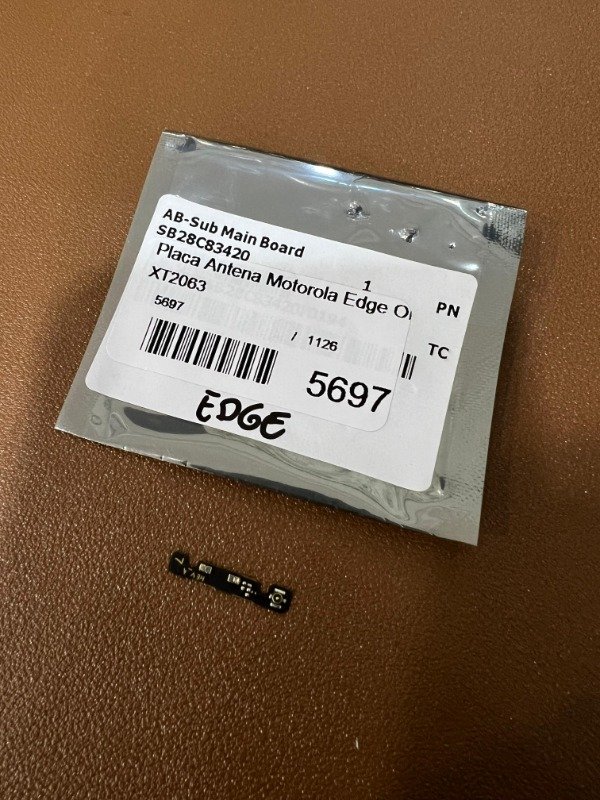 AB-Sub Main Board
SB28C83420
1
PN
Placa Antena Motorola Edge O
XT2063
5697
/ 1126
TC
5697
EDGE